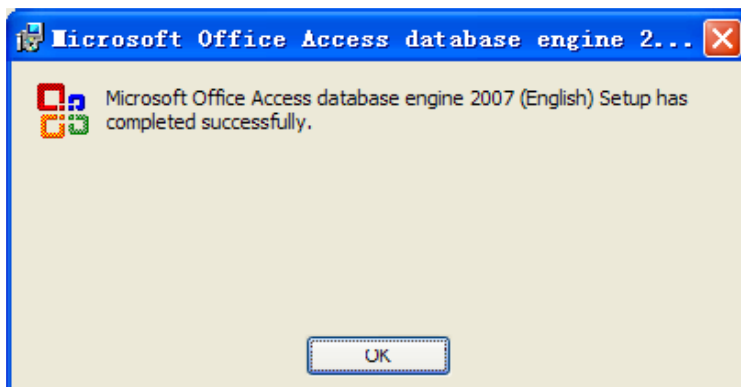 Microsoft Office Access database engine 2...
Microsoft Office Access database engine 2007 (English) Setup has
completed successfully.
OK